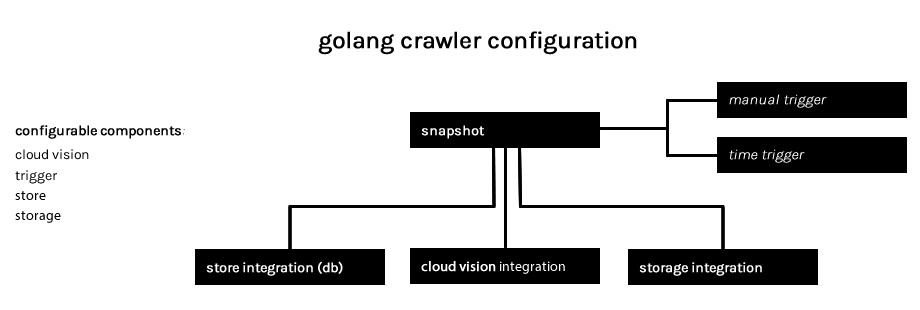 golang crawler configuration
manual trigger
configurable components:
snapshot
cloud vision
time trigger
trigger
store
storage
store integration (db)
cloud vision integration
storage integration